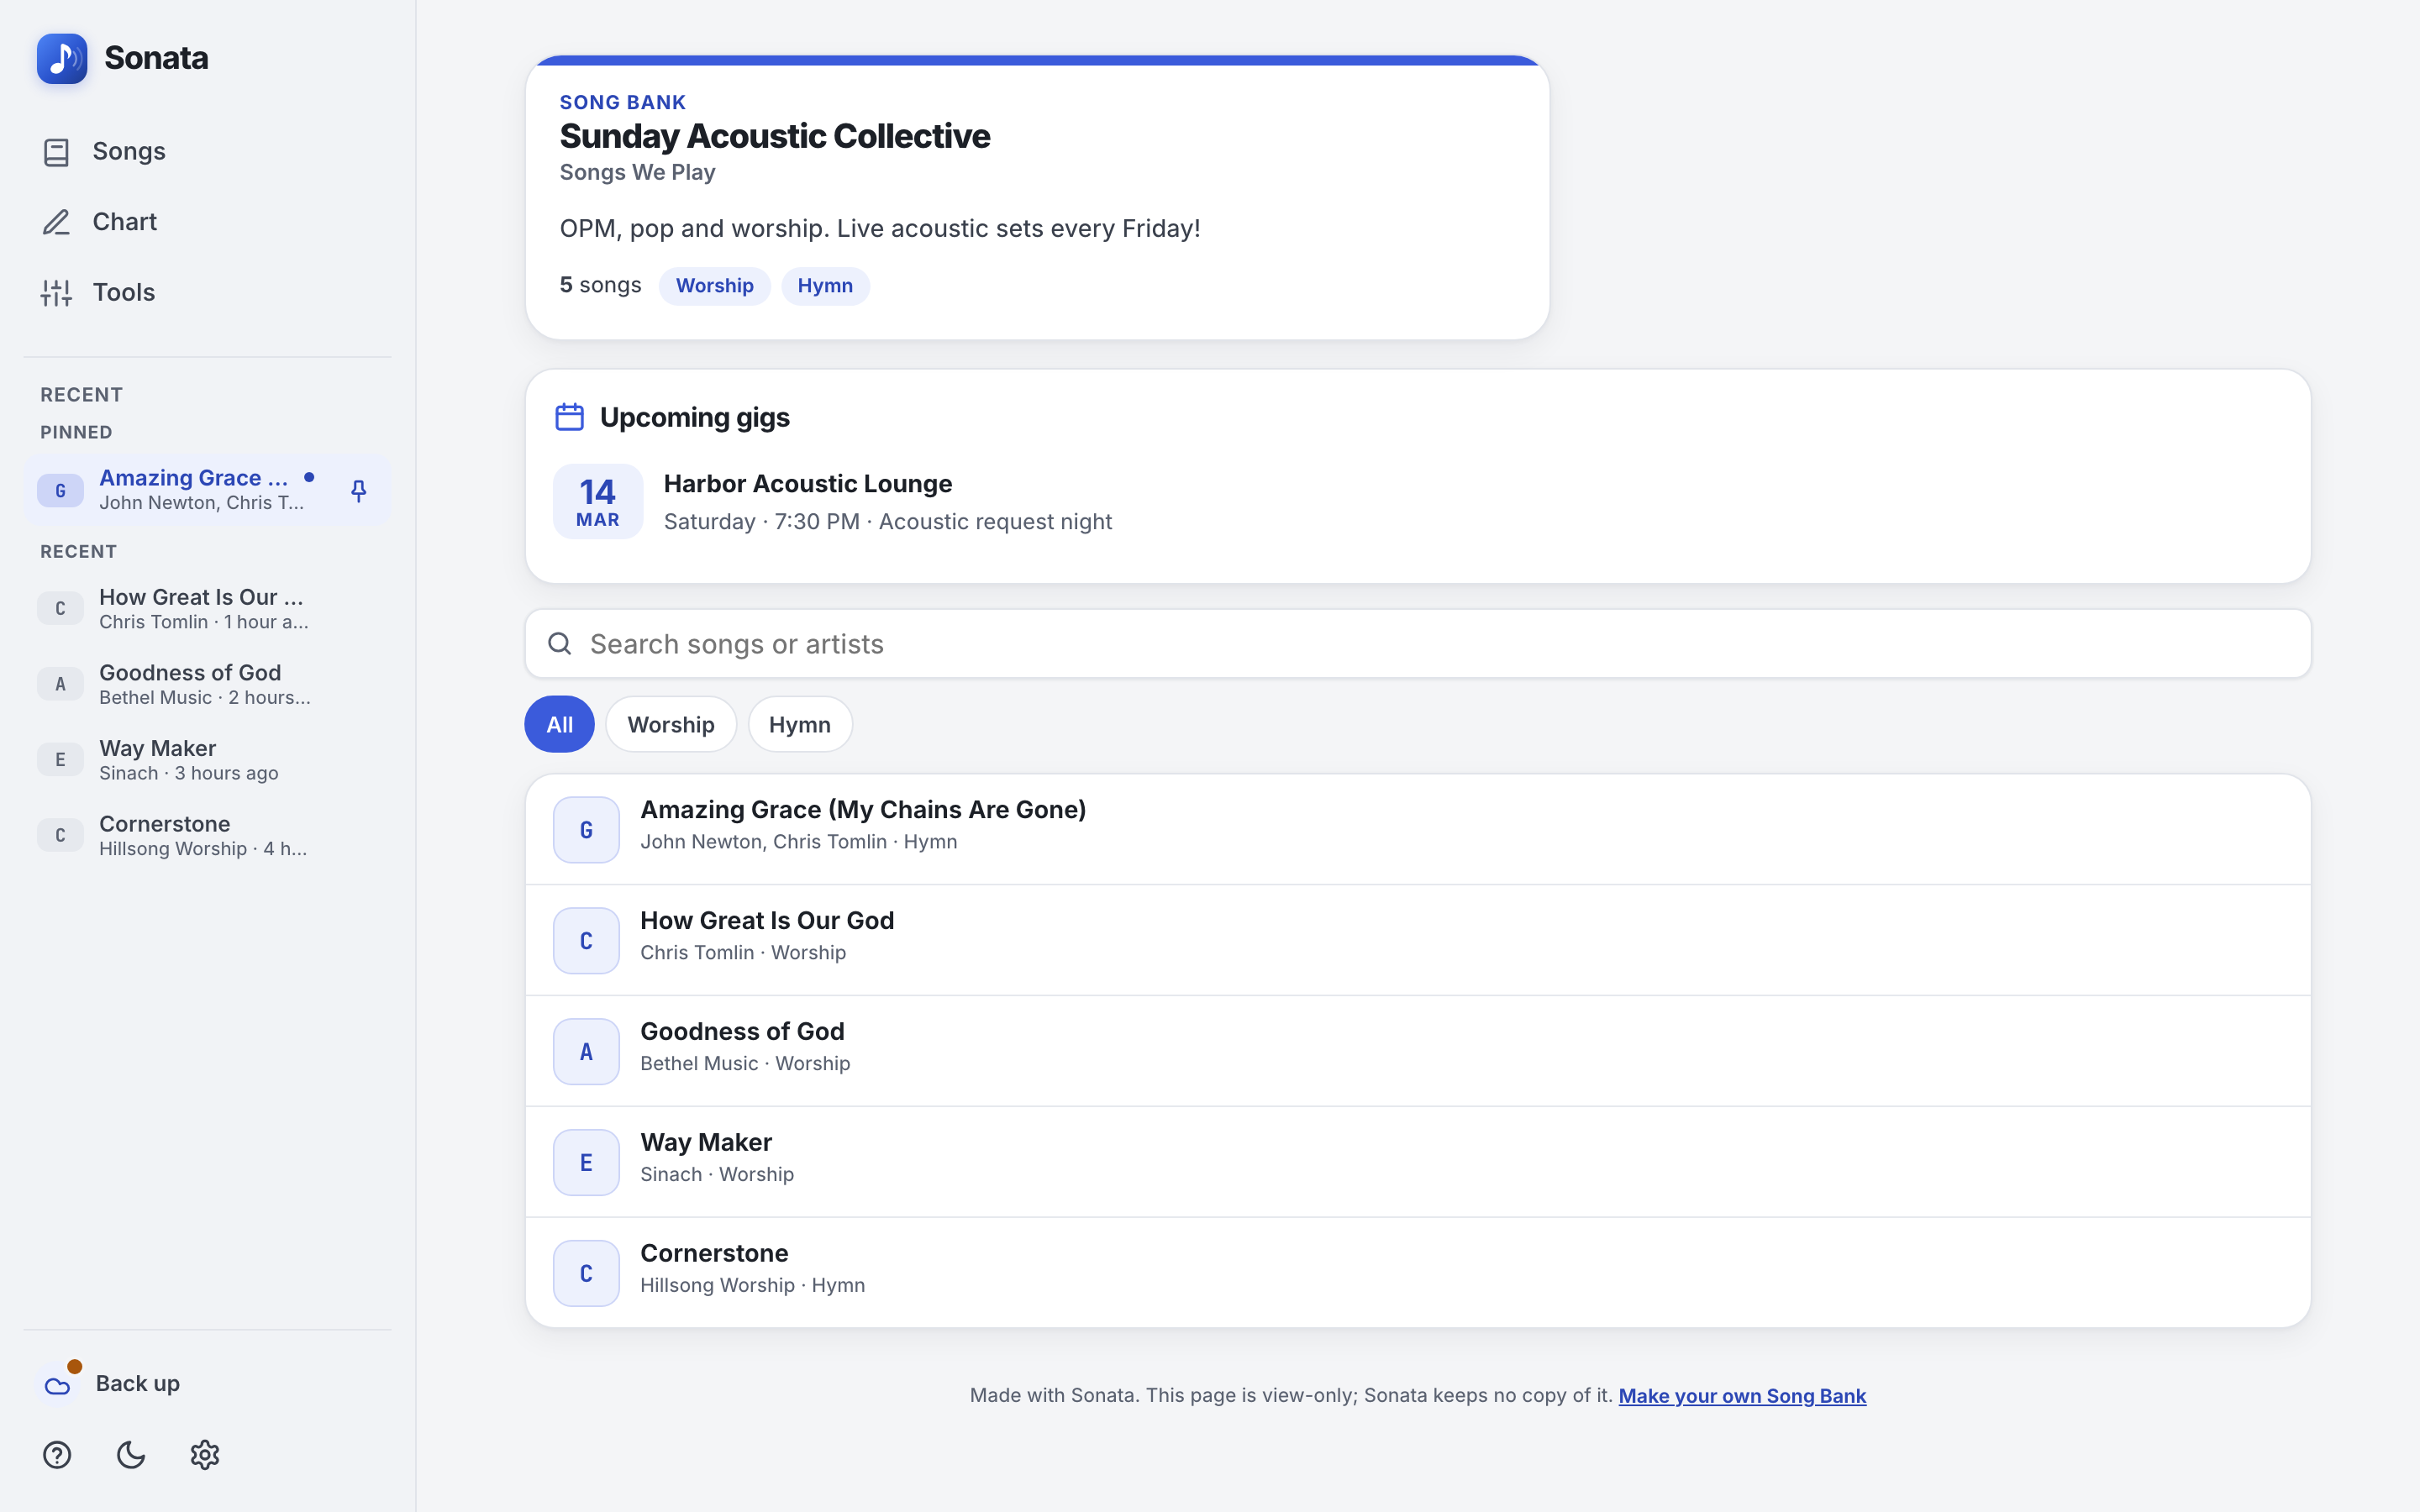 Sonata
Songs
Chart
Tools
RECENT
PINNED
G
Amazing Grace ...
John Newton, Chris T...
RECENT
C
How Great Is Our ...
Chris Tomlin · 1 hour a...
A
Goodness of God
Bethel Music · 2 hours...
E
Way Maker
Sinach · 3 hours ago
C
Cornerstone
Hillsong Worship · 4 h...
Back up
SONG BANK
Sunday Acoustic Collective
Songs We Play
OPM, pop and worship. Live acoustic sets every Friday!
5 songs Worship Hymn
Upcoming gigs
14
MAR
Harbor Acoustic Lounge
Saturday · 7:30 PM · Acoustic request night
Search songs or artists
All Worship Hymn
G
Amazing Grace (My Chains Are Gone)
John Newton, Chris Tomlin · Hymn
C
How Great Is Our God
Chris Tomlin · Worship
A
Goodness of God
Bethel Music · Worship
E
Way Maker
Sinach · Worship
C
Cornerstone
Hillsong Worship · Hymn
Made with Sonata. This page is view-only; Sonata keeps no copy of it. Make your own Song Bank